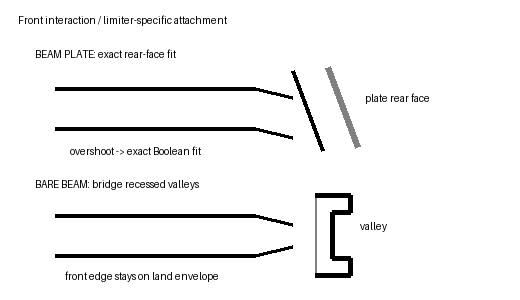 Front interaction / limiter-specific attachment
BEAM PLATE: exact rear-face fit
plate rear face
overshoot -> exact Boolean fit
BARE BEAM: bridge recessed valleys
valley
front edge stays on land envelope